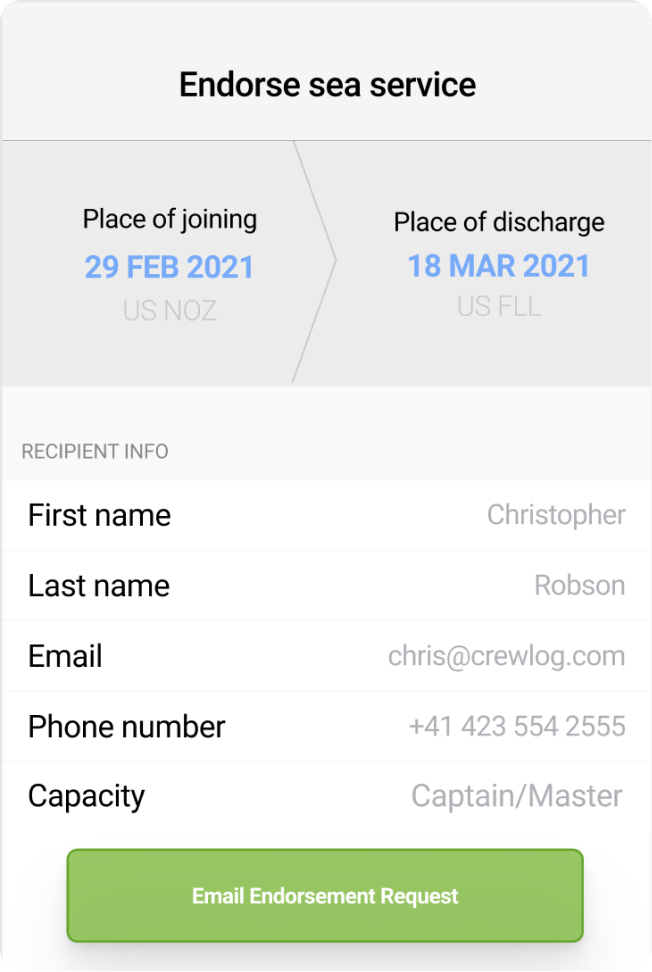 Endorse sea service
Place of joining
29 FEB 2021
US NOZ
Place of discharge
18 MAR 2021
US FLL
RECIPIENT INFO
First name Christopher
Last name Robson
Email chris@crewlog.com
Phone number +41 423 554 2555
Capacity Captain/Master
Email Endorsement Request